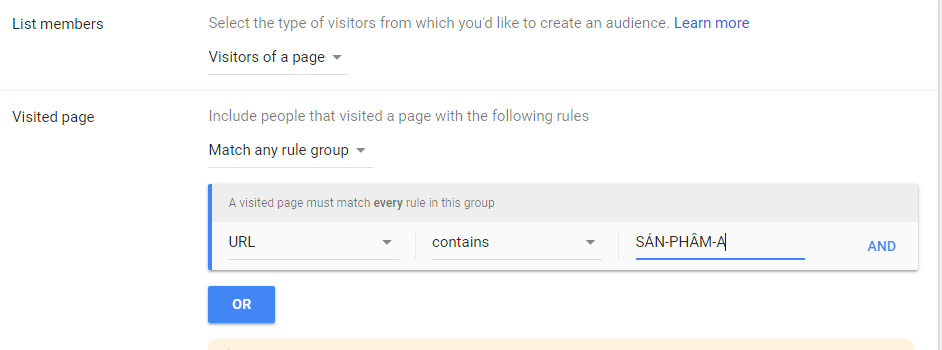 List members
Select the type of visitors from which you'd like to create an audience. Learn more
Visitors of a page
Visited page
Include people that visited a page with the following rules
Match any rule group
A visited page must match every rule in this group
URL
contains
SÁN-PHÂM-A
AND
OR